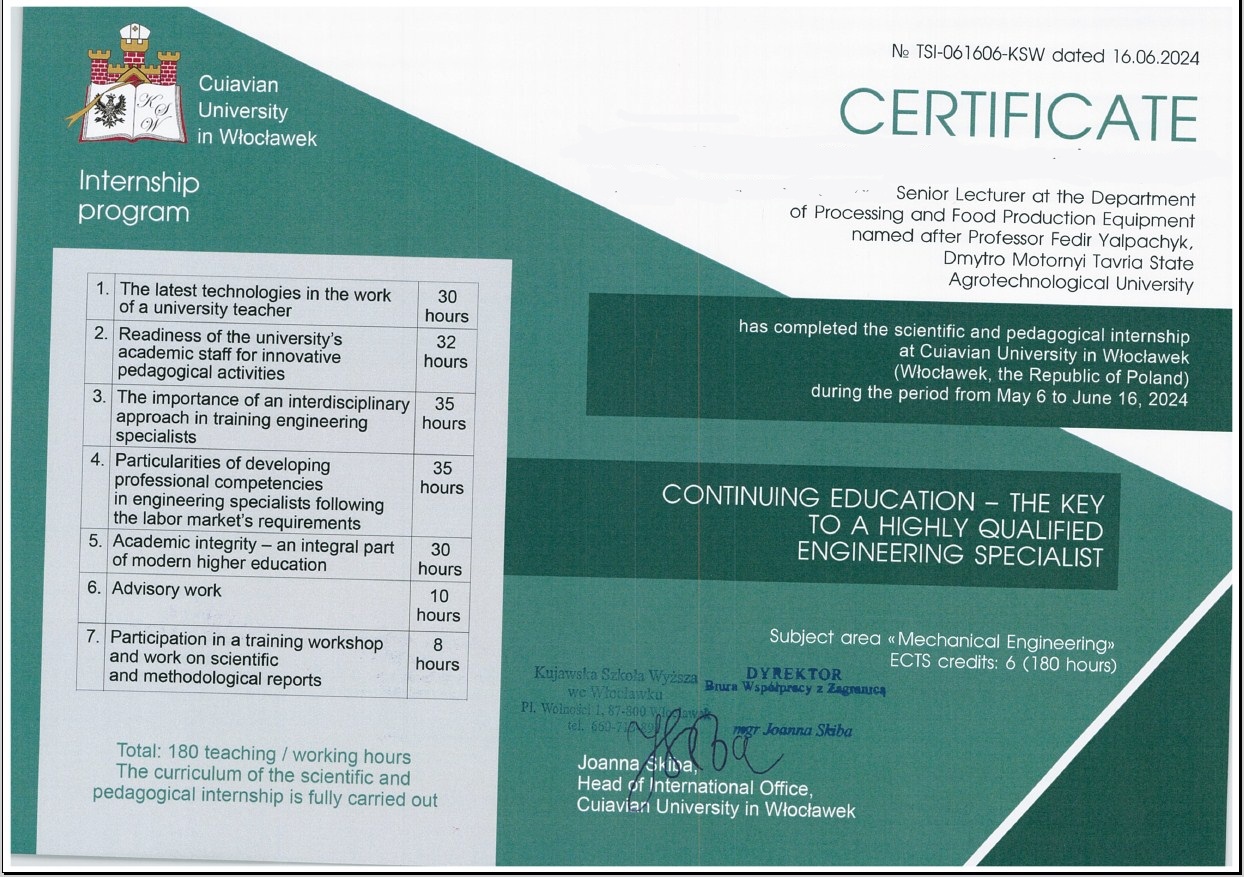 № TSI-061606-KSW dated 16.06.2024
CERTIFICATE
Senior Lecturer at the Department
of Processing and Food Production Equipment
named after Professor Fedir Yalpachyk,
Dmytro Motornyi Tavria State
Agrotechnological University
has completed the scientific and pedagogical internship
at Cuiavian University in Włocławek
(Włocławek, the Republic of Poland)
during the period from May 6 to June 16, 2024
CONTINUING EDUCATION – THE KEY
TO A HIGHLY QUALIFIED
ENGINEERING SPECIALIST
Subject area «Mechanical Engineering»
ECTS credits: 6 (180 hours)
Kujawska Szkoła Wyższa
we Włocławku
Pl. Wolności 1, 87-800 Włocławek
tel.
DYREKTOR
Biura Współpracy z Zagranicą
mgr Joanna Skiba
Joanna Skiba,
Head of International Office,
Cuiavian University in Włocławek
KSW
Cuiavian
University
in Włocławek
Internship
program
1. The latest technologies in the work
of a university teacher
30
hours
2. Readiness of the university's
academic staff for innovative
pedagogical activities
32
hours
3. The importance of an interdisciplinary
approach in training engineering
specialists
35
hours
4. Particularities of developing
professional competencies
in engineering specialists following
the labor market's requirements
35
hours
5. Academic integrity – an integral part
of modern higher education
30
hours
6. Advisory work
10
hours
7. Participation in a training workshop
and work on scientific
and methodological reports
8
hours
Total: 180 teaching / working hours
The curriculum of the scientific and
pedagogical internship is fully carried out